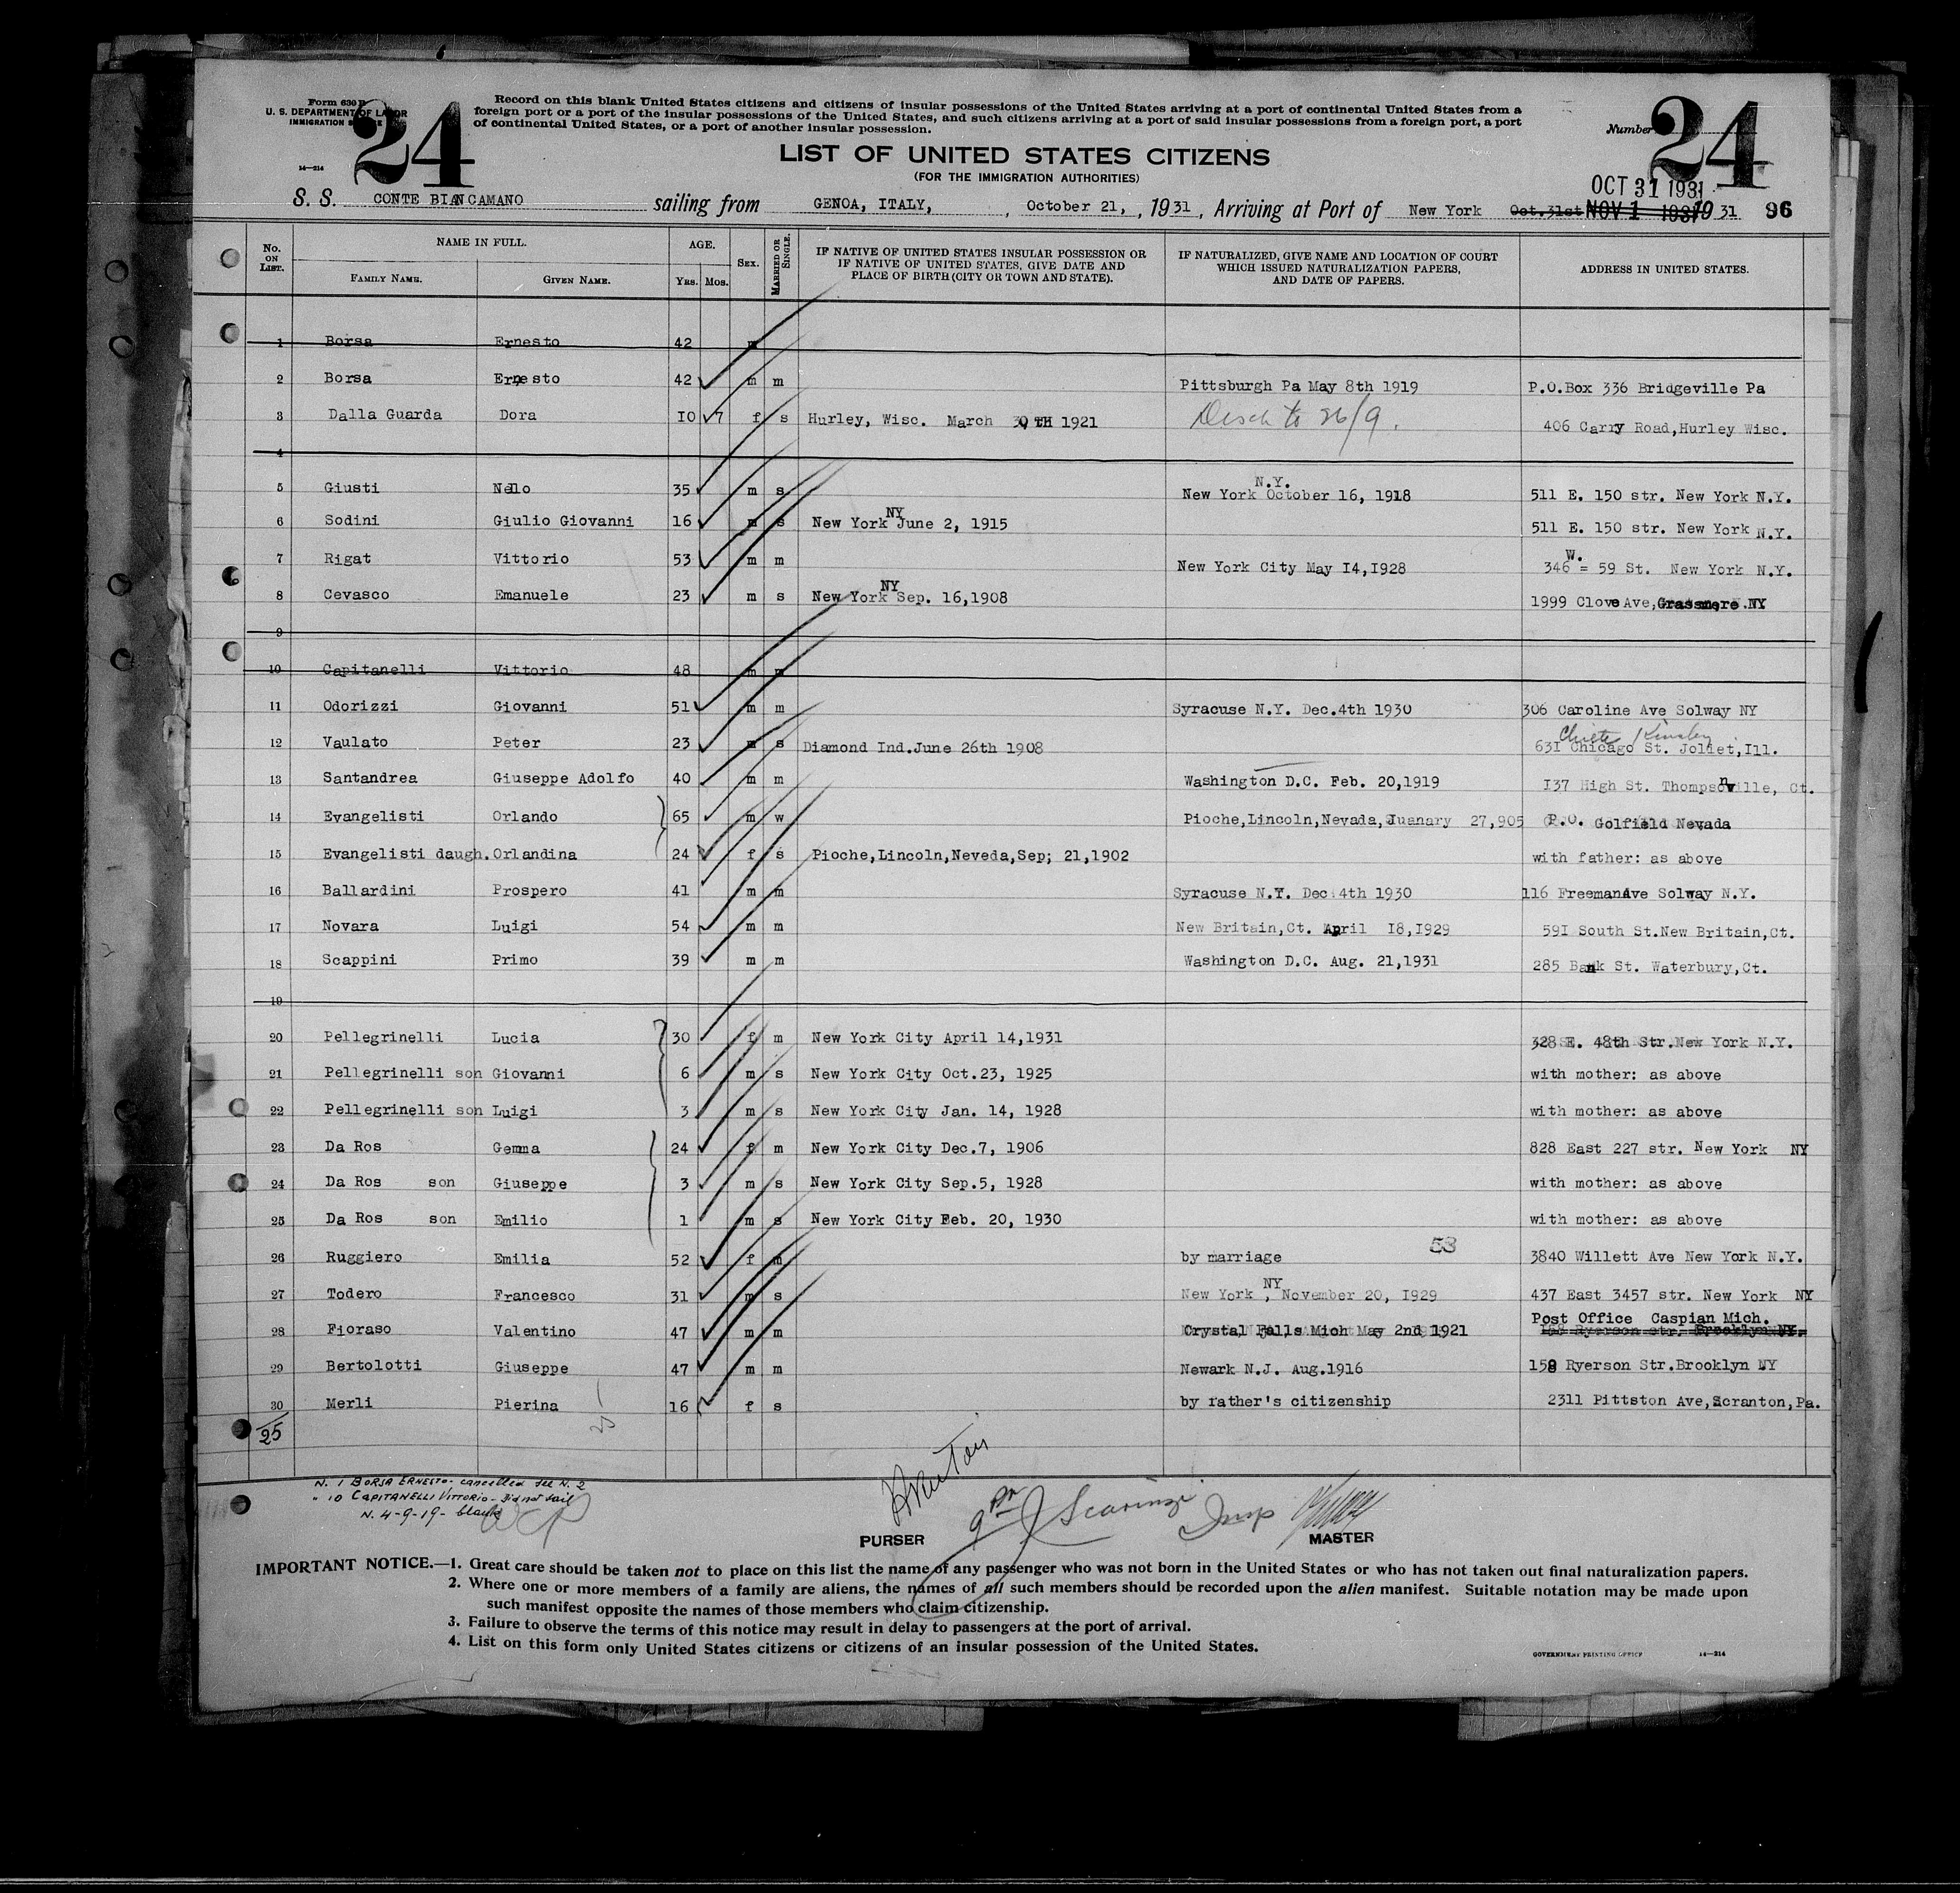 Form 630 B
U. S. DEPARTMENT OF LABOR
IMMIGRATION SERVICE
14—214
24
Record on this blank United States citizens and citizens of insular possessions of the United States arriving at a port of continental United States from a
foreign port or a port of the insular possessions of the United States, and such citizens arriving at a port of said insular possessions from a foreign port, a port
of continental United States, or a port of another insular possession.
Number 24
LIST OF UNITED STATES CITIZENS
(FOR THE IMMIGRATION AUTHORITIES)
OCT 31 1931
S. S. CONTE BIANCAMANO sailing from GENOA, ITALY, , October 21, , 1931 , Arriving at Port of New York Oct.31st NOV 1 1931 1931 96
No. ON LIST. NAME IN FULL. FAMILY NAME. GIVEN NAME. AGE. YRS. MOS. SEX. MARRIED OR SINGLE. IF NATIVE OF UNITED STATES INSULAR POSSESSION OR IF NATIVE OF UNITED STATES, GIVE DATE AND PLACE OF BIRTH (CITY OR TOWN AND STATE). IF NATURALIZED, GIVE NAME AND LOCATION OF COURT WHICH ISSUED NATURALIZATION PAPERS, AND DATE OF PAPERS. ADDRESS IN UNITED STATES.
1 Borsa Ernesto 42 m
2 Borsa Ernesto 42 m m Pittsburgh Pa May 8th 1919 P.O.Box 336 Bridgeville Pa
3 Dalla Guarda Dora 10 7 f s Hurley, Wisc. March 30TH 1921 406 Carry Road,Hurley Wisc.
4
5 Giusti Nello 35 m s New York N.Y. October 16, 1918 511 E. 150 str. New York N.Y.
6 Sodini Giulio Giovanni 16 m s New York NY June 2, 1915 511 E. 150 str. New York N.Y.
7 Rigat Vittorio 53 m m New York City May 14,1928 346 W. = 59 St. New York N.Y.
8 Cevasco Emanuele 23 m s New York NY Sep. 16,1908 1999 Clove Ave,Grassmere NY
9
10 Capitanelli Vittorio 48 m m
11 Odorizzi Giovanni 51 m m Syracuse N.Y. Dec.4th 1930 306 Caroline Ave Solway NY
12 Vaulato Peter 23 m s Diamond Ind.June 26th 1908 631 Chicago St. Joliet,Ill.
13 Santandrea Giuseppe Adolfo 40 m m Washington D.C. Feb. 20,1919 137 High St. Thompsonville, Ct.
14 Evangelisti Orlando 65 m w Pioche,Lincoln,Nevada,Juanary 27,905 P.O. Golfield Nevada
15 Evangelisti daugh. Orlandina 24 f s Pioche,Lincoln,Neveda,Sep; 21,1902 with father: as above
16 Ballardini Prospero 41 m m Syracuse N.Y. Dec 4th 1930 116 FreemanAve Solway N.Y.
17 Novara Luigi 54 m m New Britain,Ct. April 18,1929 591 South St.New Britain,Ct.
18 Scappini Primo 39 m m Washington D.C. Aug. 21,1931 285 Bank St. Waterbury,Ct.
19
20 Pellegrinelli Lucia 30 f m New York City April 14,1931 328 E. 48th Str.New York N.Y.
21 Pellegrinelli son Giovanni 6 m s New York City Oct.23, 1925 with mother: as above
22 Pellegrinelli son Luigi 3 m s New York City Jan. 14, 1928 with mother: as above
23 Da Ros Gemma 24 f m New York City Dec.7, 1906 828 East 227 str. New York NY
24 Da Ros son Giuseppe 3 m s New York City Sep.5, 1928 with mother: as above
25 Da Ros son Emilio 1 m s New York City Feb. 20, 1930 with mother: as above
26 Ruggiero Emilia 52 f m by marriage 53 3840 Willett Ave New York N.Y.
27 Todero Francesco 31 m s New York NY, November 20, 1929 437 East 3457 str. New York NY
28 Fioraso Valentino 47 m m Crystal Falls Mich May 2nd 1921 Post Office Caspian Mich.
158 Ryerson str. Brooklyn NY.
29 Bertolotti Giuseppe 47 m m Newark N.J. Aug.1916 158 Ryerson Str.Brooklyn NY
30 Merli Pierina 16 f s by father's citizenship 2311 Pittston Ave,Scranton,Pa.
25
N. 1 BORSA ERNESTO - cancelled see N. 2
" 10 CAPITANELLI VITTORIO - did not sail
N. 4-9-19- blank
PURSER Scarinzi Insp MASTER
IMPORTANT NOTICE.—1. Great care should be taken not to place on this list the name of any passenger who was not born in the United States or who has not taken out final naturalization papers.
2. Where one or more members of a family are aliens, the names of all such members should be recorded upon the alien manifest. Suitable notation may be made upon
such manifest opposite the names of those members who claim citizenship.
3. Failure to observe the terms of this notice may result in delay to passengers at the port of arrival.
4. List on this form only United States citizens or citizens of an insular possession of the United States.
GOVERNMENT PRINTING OFFICE 14—214